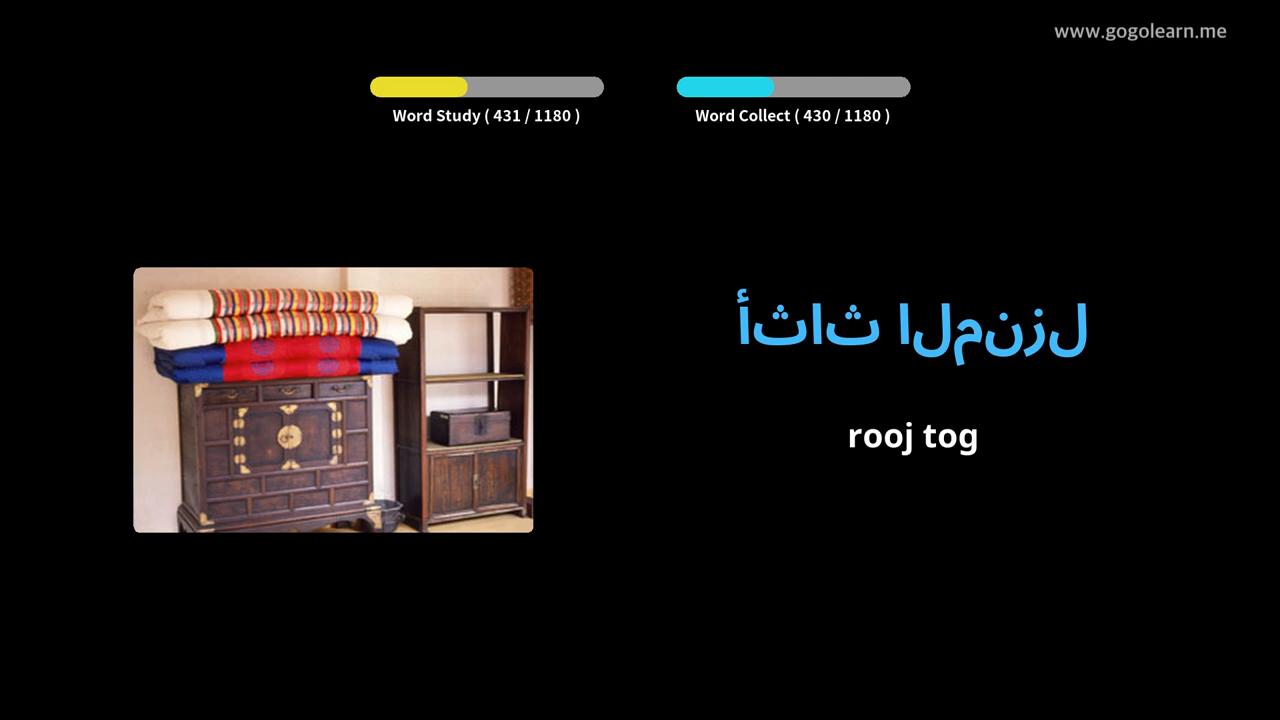 www.gogolearn.me
Word Study ( 431 / 1180 )
Word Collect ( 430 / 1180 )
أثاث المنزل
rooj tog